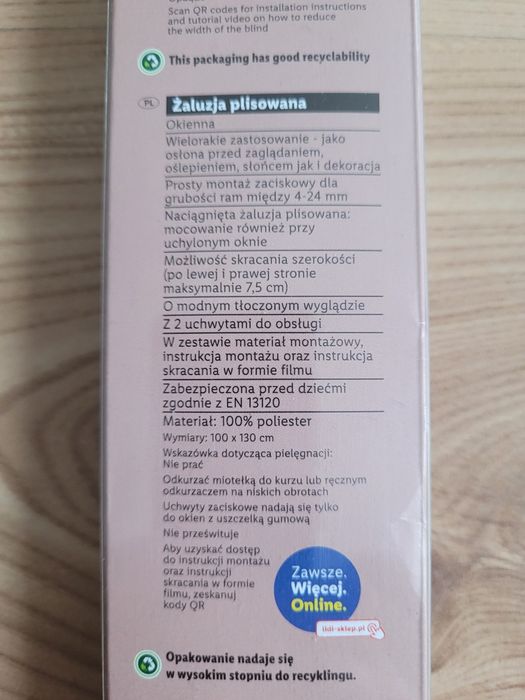 Opaque
Scan QR codes for installation instructions
and tutorial video on how to reduce
the width of the blind
This packaging has good recyclability
PL
Żaluzja plisowana
Okienna
Wielorakie zastosowanie - jako
osłona przed zaglądaniem,
oślepieniem, słońcem jak i dekoracja
Prosty montaż zaciskowy dla
grubości ram między 4-24 mm
Naciągnięta żaluzja plisowana:
mocowanie również przy
uchylonym oknie
Możliwość skracania szerokości
(po lewej i prawej stronie
maksymalnie 7,5 cm)
O modnym tłoczonym wyglądzie
Z 2 uchwytami do obsługi
W zestawie materiał montażowy,
instrukcja montażu oraz instrukcja
skracania w formie filmu
Zabezpieczona przed dziećmi
zgodnie z EN 13120
Materiał: 100% poliester
Wymiary: 100 x 130 cm
Wskazówka dotycząca pielęgnacji:
Nie prać
Odkurzać miotełką do kurzu lub ręcznym
odkurzaczem na niskich obrotach
Uchwyty zaciskowe nadają się tylko
do okien z uszczelką gumową
Nie prześwituje
Aby uzyskać dostęp
do instrukcji montażu
oraz instrukcji
skracania w formie
filmu, zeskanuj
kody QR
Zawsze.
Więcej.
Online.
lidl-sklep.pl
Opakowanie nadaje się
w wysokim stopniu do recyklingu.